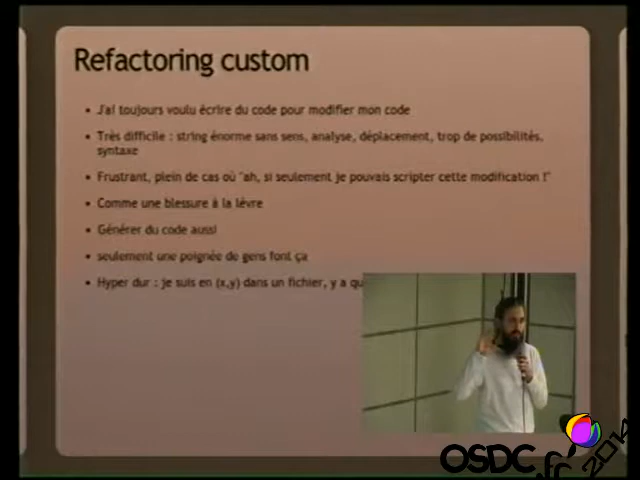 Refactoring custom
J'ai toujours voulu écrire du code pour modifier mon code
Très difficile : string énorme sans sens, analyse, déplacement, trop de possibilités,
syntaxe
Frustrant, plein de cas où "ah, si seulement je pouvais scripter cette modification !"
Comme une blessure à la lèvre
Générer du code aussi
seulement une poignée de gens font ça
Hyper dur : je suis en (x,y) dans un fichier, y a qu
OSDC.fr 2014